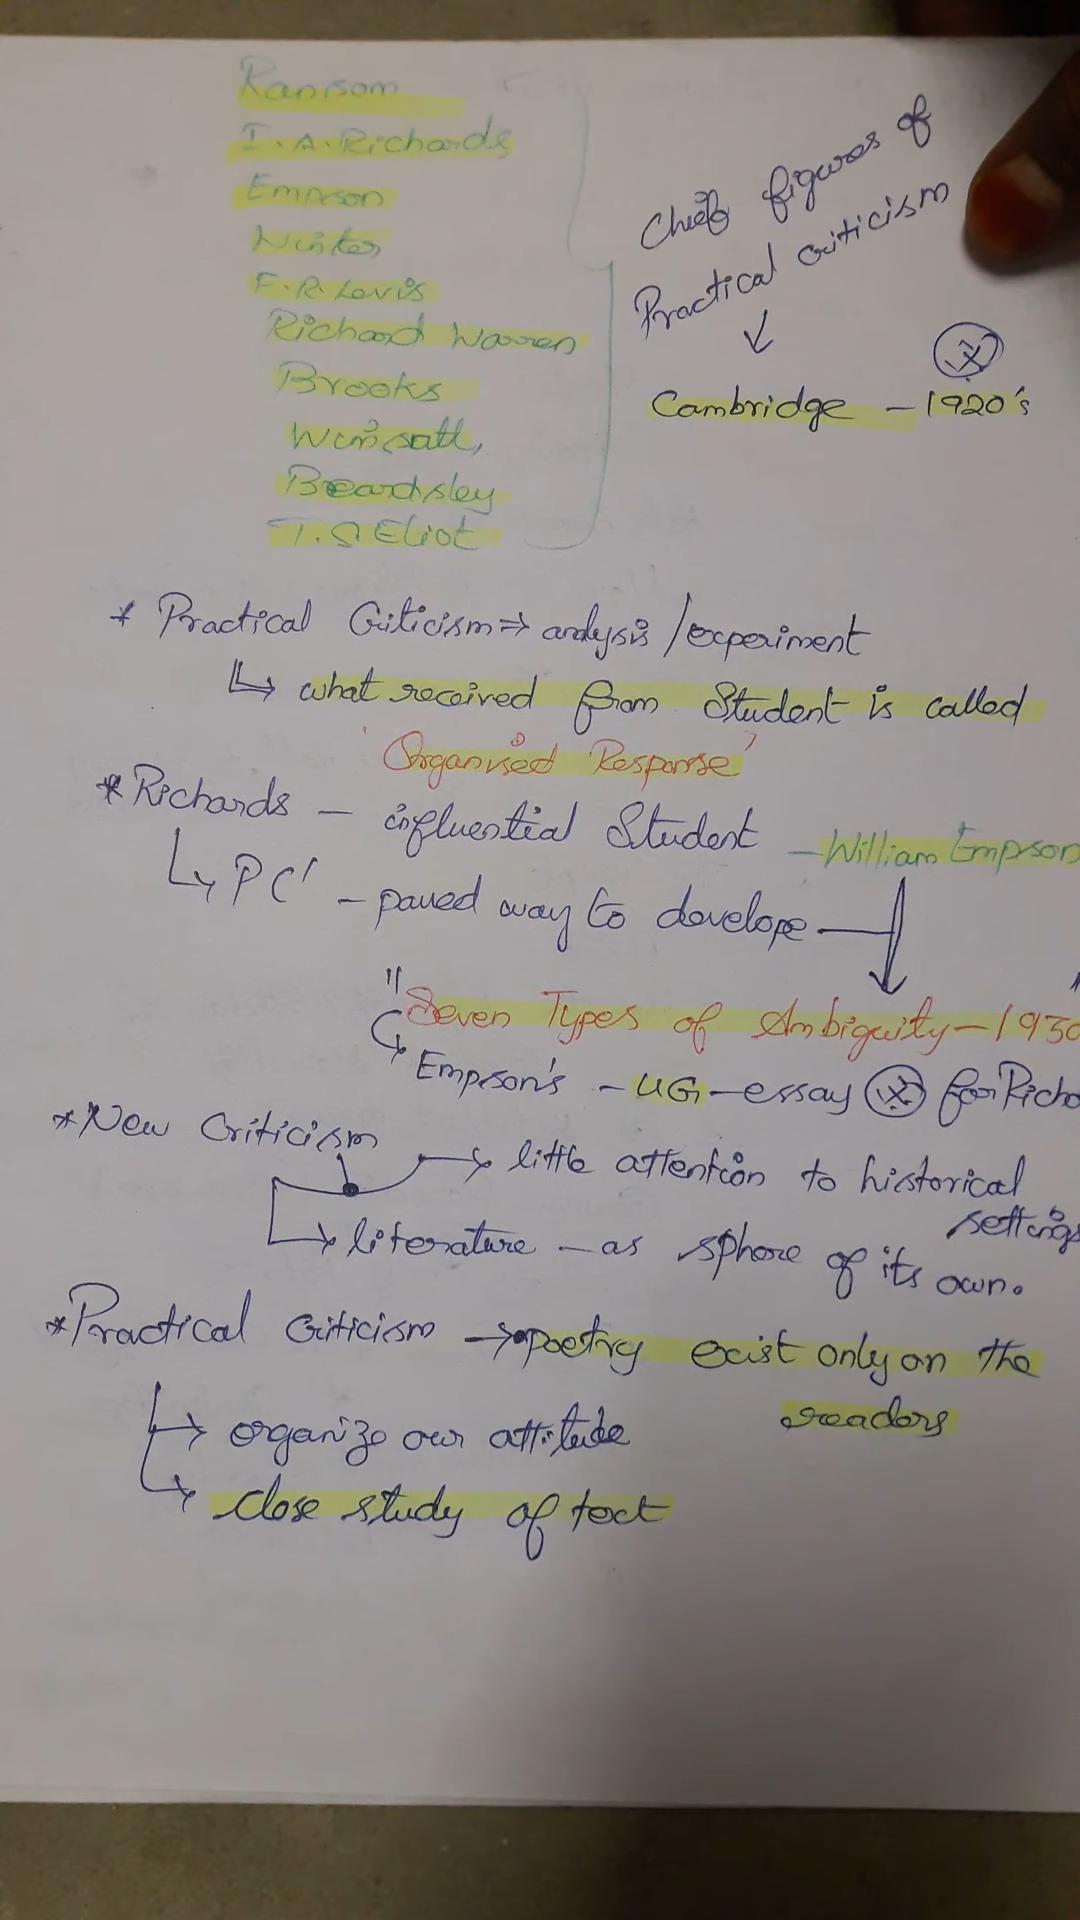 Ransom
I.A.Richards
Empson
Winter
F.R.Lavis
Richard Warren
Brooks
Wimsatt,
Beardsley
T.S Eliot
Chief figures of
Practical criticism
Cambridge - 1920's
* Practical Criticism ⇒ analysis / experiment
↳ what received from Student is called
'Organised Response'
* Richards - influential Student - William Empson
↳ PC' - paved way to develope
"Seven Types of Ambiguity - 1930
↳ Empson's - UG - essay for Richa
* New Criticism
→ little attention to historical
settings
→ literature - as sphere of its own.
* Practical Criticism → poetry exist only on the
readers
→ organize our attitude
→ close study of text